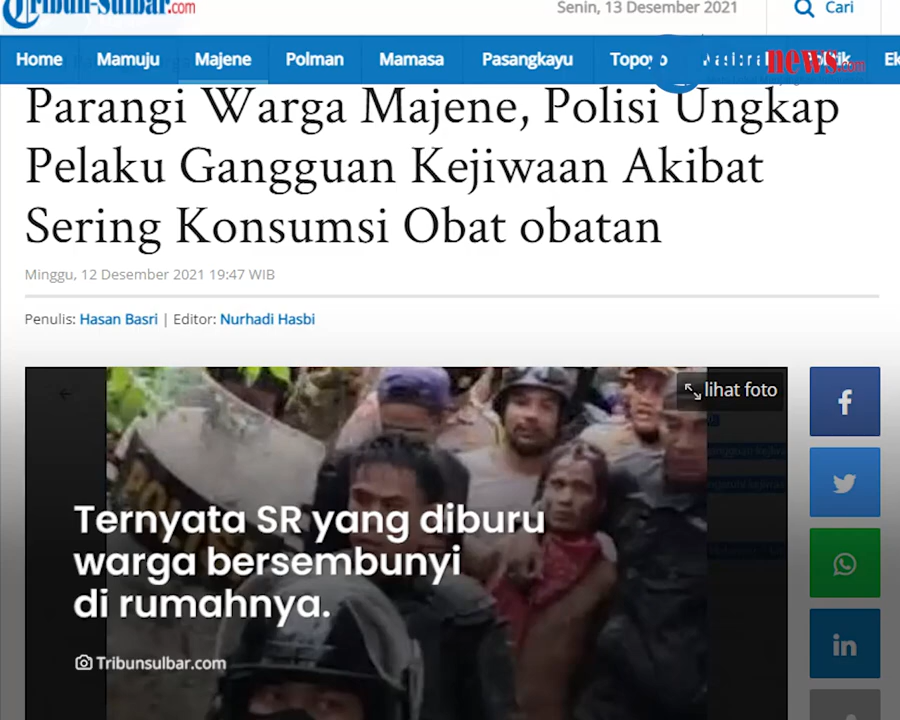 Tribun-Sulbar.com
Senin, 13 Desember 2021
Cari
Home Mamuju Majene Polman Mamasa Pasangkayu Topoyo Nasional news.com
Parangi Warga Majene, Polisi Ungkap
Pelaku Gangguan Kejiwaan Akibat
Sering Konsumsi Obat obatan
Minggu, 12 Desember 2021 19:47 WIB
Penulis: Hasan Basri | Editor: Nurhadi Hasbi
lihat foto
Ternyata SR yang diburu
warga bersembunyi
di rumahnya.
Tribunsulbar.com